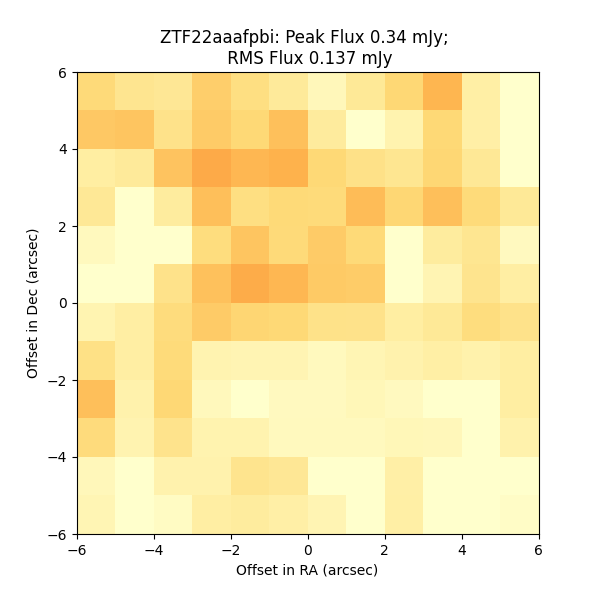 ZTF22aaafpbi: Peak Flux 0.34 mJy;
RMS Flux 0.137 mJy
6
4
2
0
−2
−4
−6
Offset in Dec (arcsec)
−6 −4 −2 0 2 4 6
Offset in RA (arcsec)